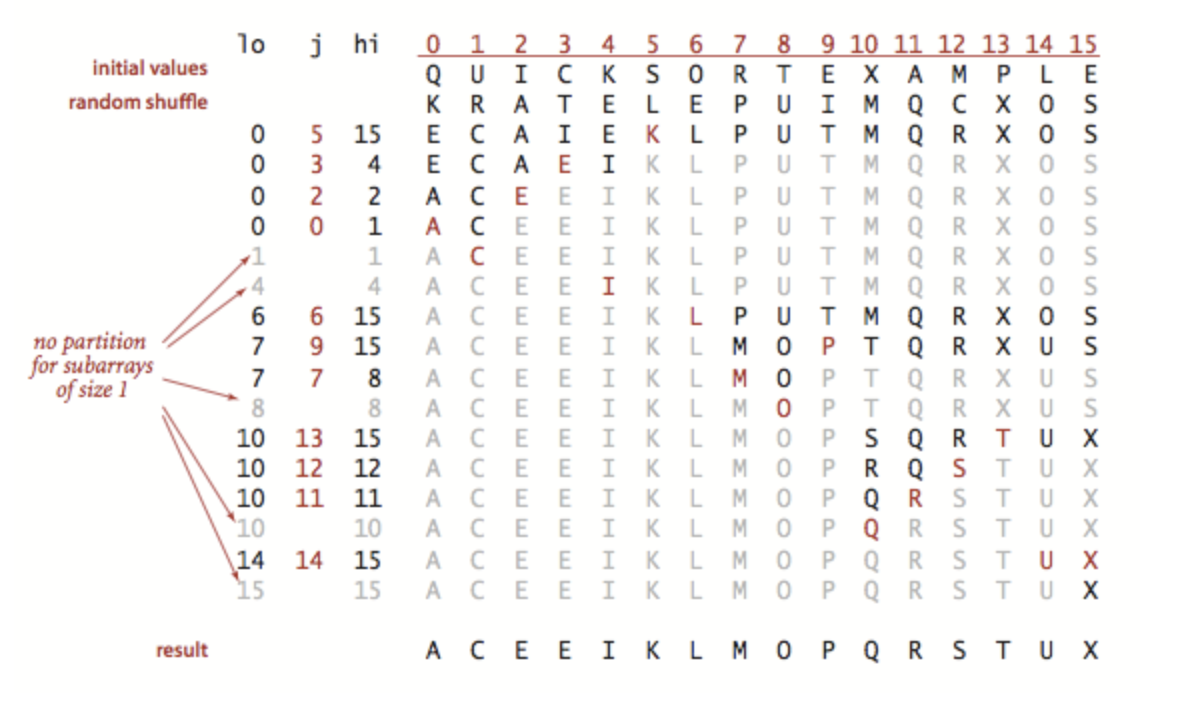 lo j hi 0 1 2 3 4 5 6 7 8 9 10 11 12 13 14 15
initial values Q U I C K S O R T E X A M P L E
random shuffle K R A T E L E P U I M Q C X O S
0 5 15 E C A I E K L P U T M Q R X O S
0 3 4 E C A E I K L P U T M Q R X O S
0 2 2 A C E E I K L P U T M Q R X O S
0 0 1 A C E E I K L P U T M Q R X O S
1 1 A C E E I K L P U T M Q R X O S
4 4 A C E E I K L P U T M Q R X O S
6 6 15 A C E E I K L P U T M Q R X O S
7 9 15 A C E E I K L M O P T Q R X U S
7 7 8 A C E E I K L M O P T Q R X U S
8 8 A C E E I K L M O P T Q R X U S
10 13 15 A C E E I K L M O P S Q R T U X
10 12 12 A C E E I K L M O P R Q S T U X
10 11 11 A C E E I K L M O P Q R S T U X
10 10 A C E E I K L M O P Q R S T U X
14 14 15 A C E E I K L M O P Q R S T U X
15 15 A C E E I K L M O P Q R S T U X
no partition
for subarrays
of size 1
result A C E E I K L M O P Q R S T U X